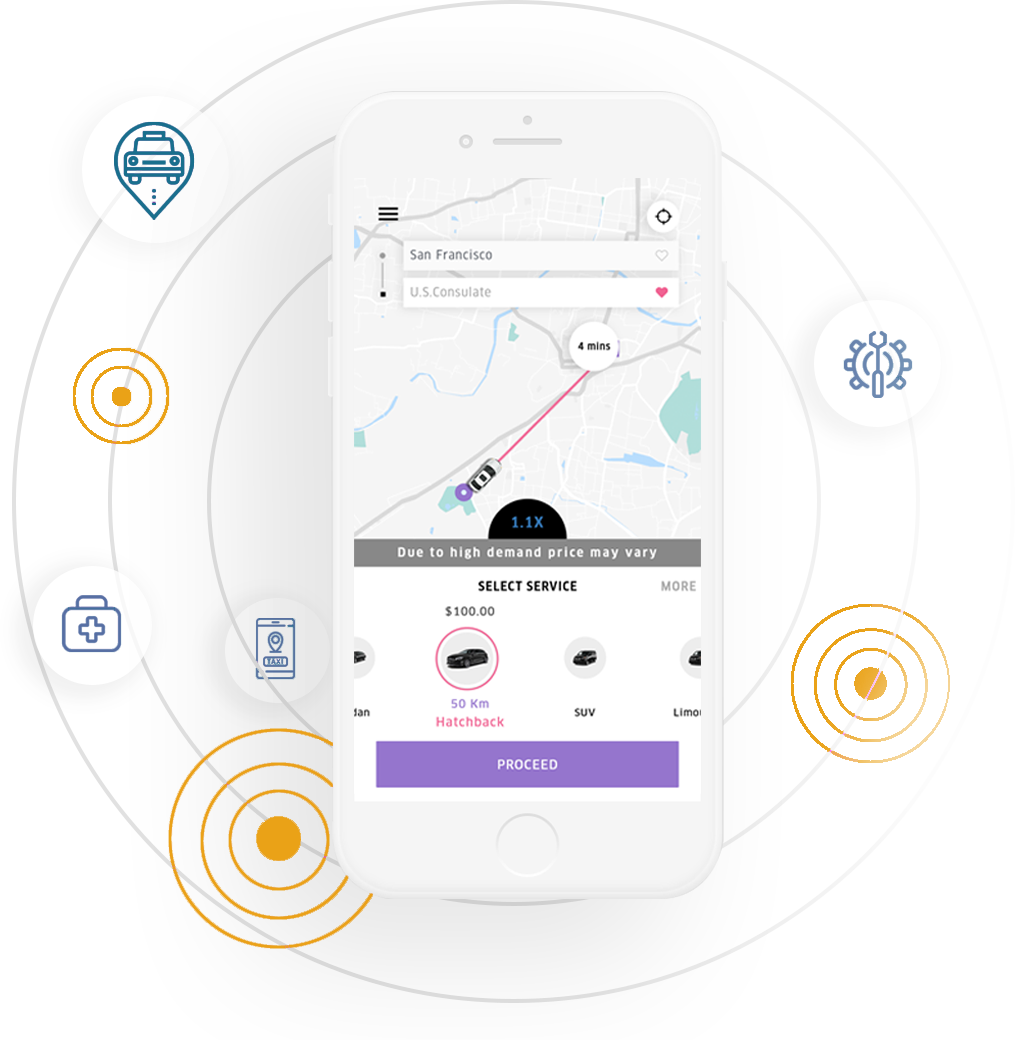 San Francisco
U.S.Consulate
4 mins
1.1X
Due to high demand price may vary
SELECT SERVICE
MORE
$100.00
50 Km
dan
Hatchback
SUV
Limou
PROCEED
TAXI